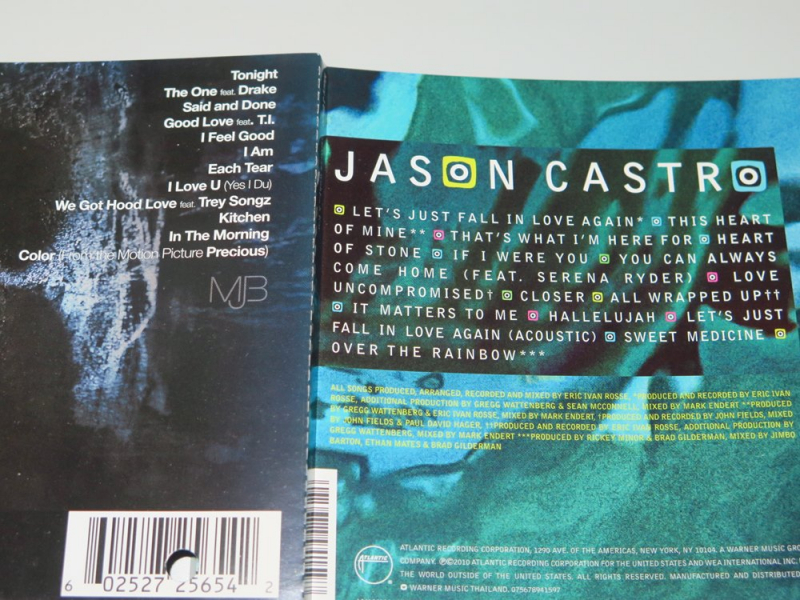 Tonight
The One feat. Drake
Said and Done
Good Love feat. T.I.
I Feel Good
I Am
Each Tear
I Love U (Yes I Du)
We Got Hood Love feat. Trey Songz
Kitchen
In The Morning
Color (From the Motion Picture Precious)
MJB
6 02527 25654 2
JASON CASTRO
LET'S JUST FALL IN LOVE AGAIN* THIS HEART
OF MINE** THAT'S WHAT I'M HERE FOR HEART
OF STONE IF I WERE YOU YOU CAN ALWAYS
COME HOME (FEAT. SERENA RYDER) LOVE
UNCOMPROMISED† CLOSER ALL WRAPPED UP††
IT MATTERS TO ME HALLELUJAH LET'S JUST
FALL IN LOVE AGAIN (ACOUSTIC) SWEET MEDICINE
OVER THE RAINBOW***
ALL SONGS PRODUCED, ARRANGED, RECORDED AND MIXED BY ERIC IVAN ROSSE, *PRODUCED AND RECORDED BY ERIC IVAN
ROSSE, ADDITIONAL PRODUCTION BY GREGG WATTENBERG & SEAN MCCONNELL, MIXED BY MARK ENDERT **PRODUCED
BY GREGG WATTENBERG & ERIC IVAN ROSSE, MIXED BY MARK ENDERT, †PRODUCED AND RECORDED BY JOHN FIELDS, MIXED
BY JOHN FIELDS & PAUL DAVID HAGER, ††PRODUCED AND RECORDED BY ERIC IVAN ROSSE, ADDITIONAL PRODUCTION BY
GREGG WATTENBERG, MIXED BY MARK ENDERT ***PRODUCED BY RICKEY MINOR & BRAD GILDERMAN, MIXED BY JIMBO
BARTON, ETHAN MATES & BRAD GILDERMAN
ATLANTIC
ATLANTIC RECORDING CORPORATION, 1290 AVE. OF THE AMERICAS, NEW YORK, NY 10104. A WARNER MUSIC GRO
COMPANY. ℗©2010 ATLANTIC RECORDING CORPORATION FOR THE UNITED STATES AND WEA INTERNATIONAL INC.
THE WORLD OUTSIDE OF THE UNITED STATES. ALL RIGHTS RESERVED. MANUFACTURED AND DISTRIBUTED
WARNER MUSIC THAILAND. 075678941597